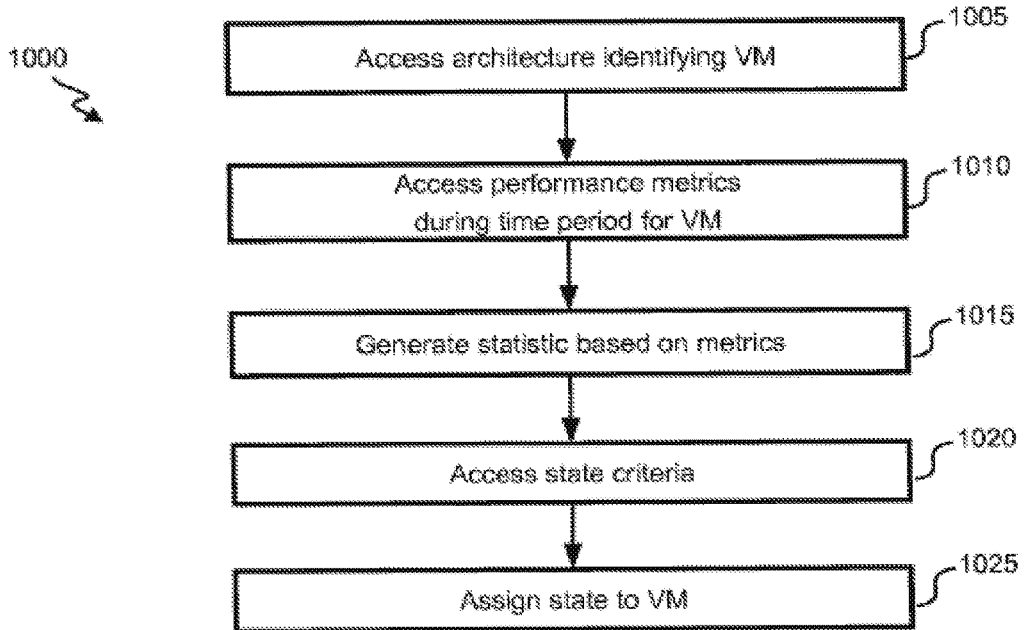 1000
Access architecture identifying VM
1005
Access performance metrics
during time period for VM
1010
Generate statistic based on metrics
1015
Access state criteria
1020
Assign state to VM
1025